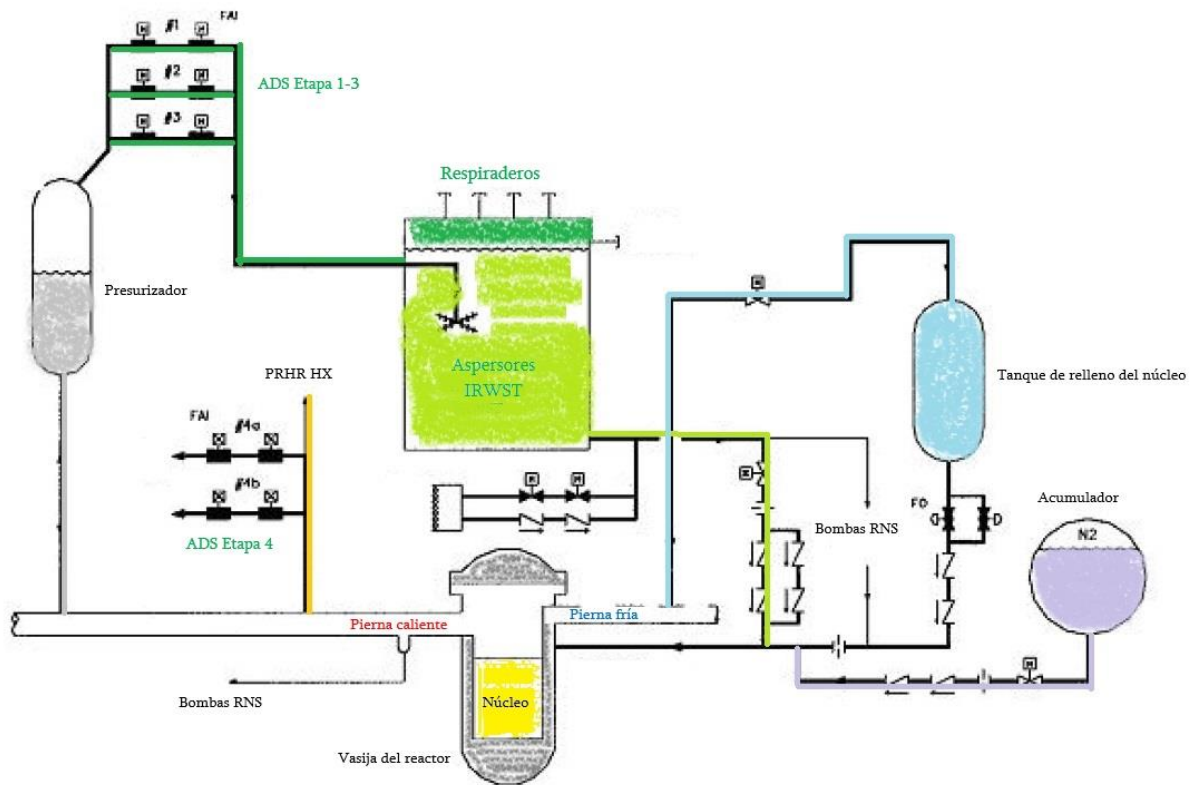 #1
FAI
#2
#3
ADS Etapa 1-3
Respiraderos
Presurizador
Aspersores
IRWST
Tanque de relleno del núcleo
PRHR HX
FAI
#4a
#4b
ADS Etapa 4
FO
Acumulador
N2
Bombas RNS
Pierna caliente
Pierna fría
Núcleo
Bombas RNS
Vasija del reactor
M
M
M
M
M
M
M
M
M
M
M